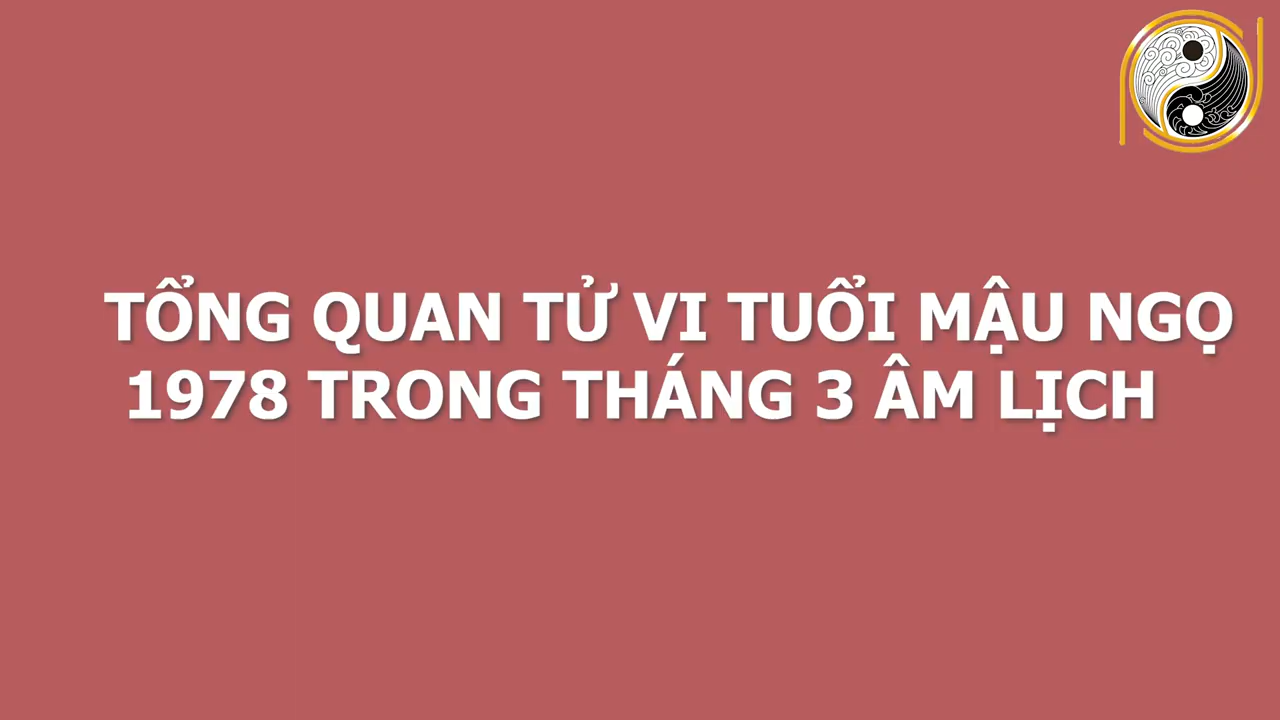 TỔNG QUAN TỬ VI TUỔI MẬU NGỌ
1978 TRONG THÁNG 3 ÂM LỊCH